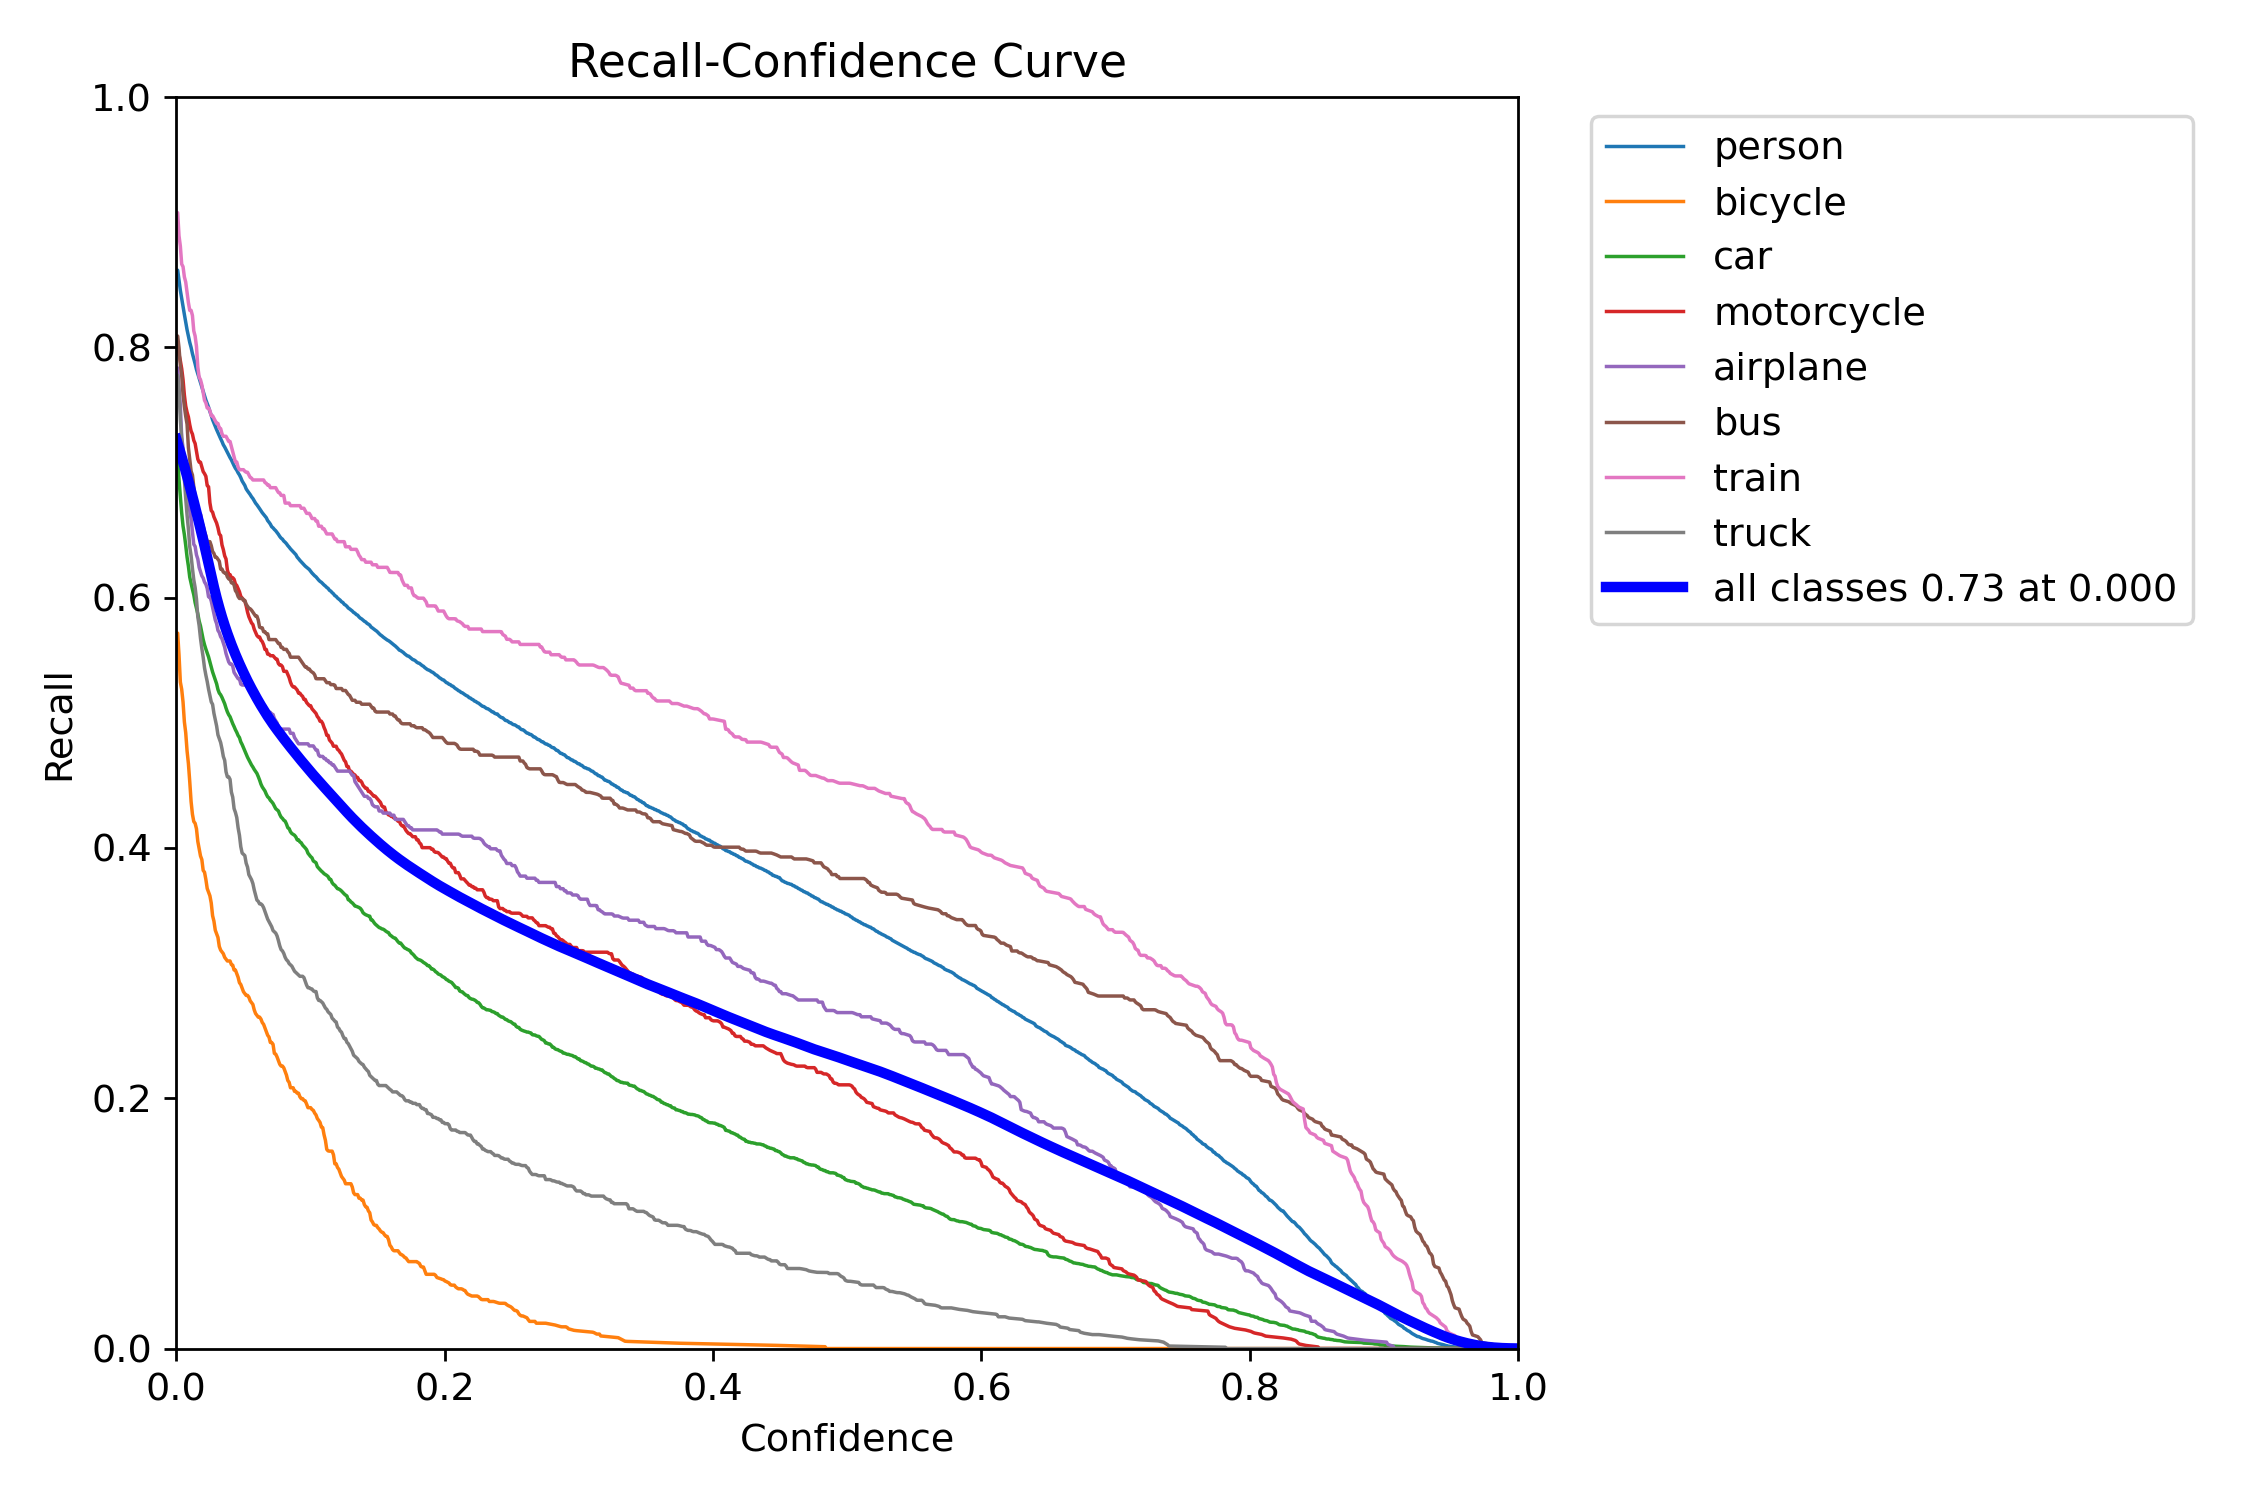 Recall-Confidence Curve
1.0
0.8
0.6
0.4
0.2
0.0
Recall
0.0 0.2 0.4 0.6 0.8 1.0
Confidence
person
bicycle
car
motorcycle
airplane
bus
train
truck
all classes 0.73 at 0.000